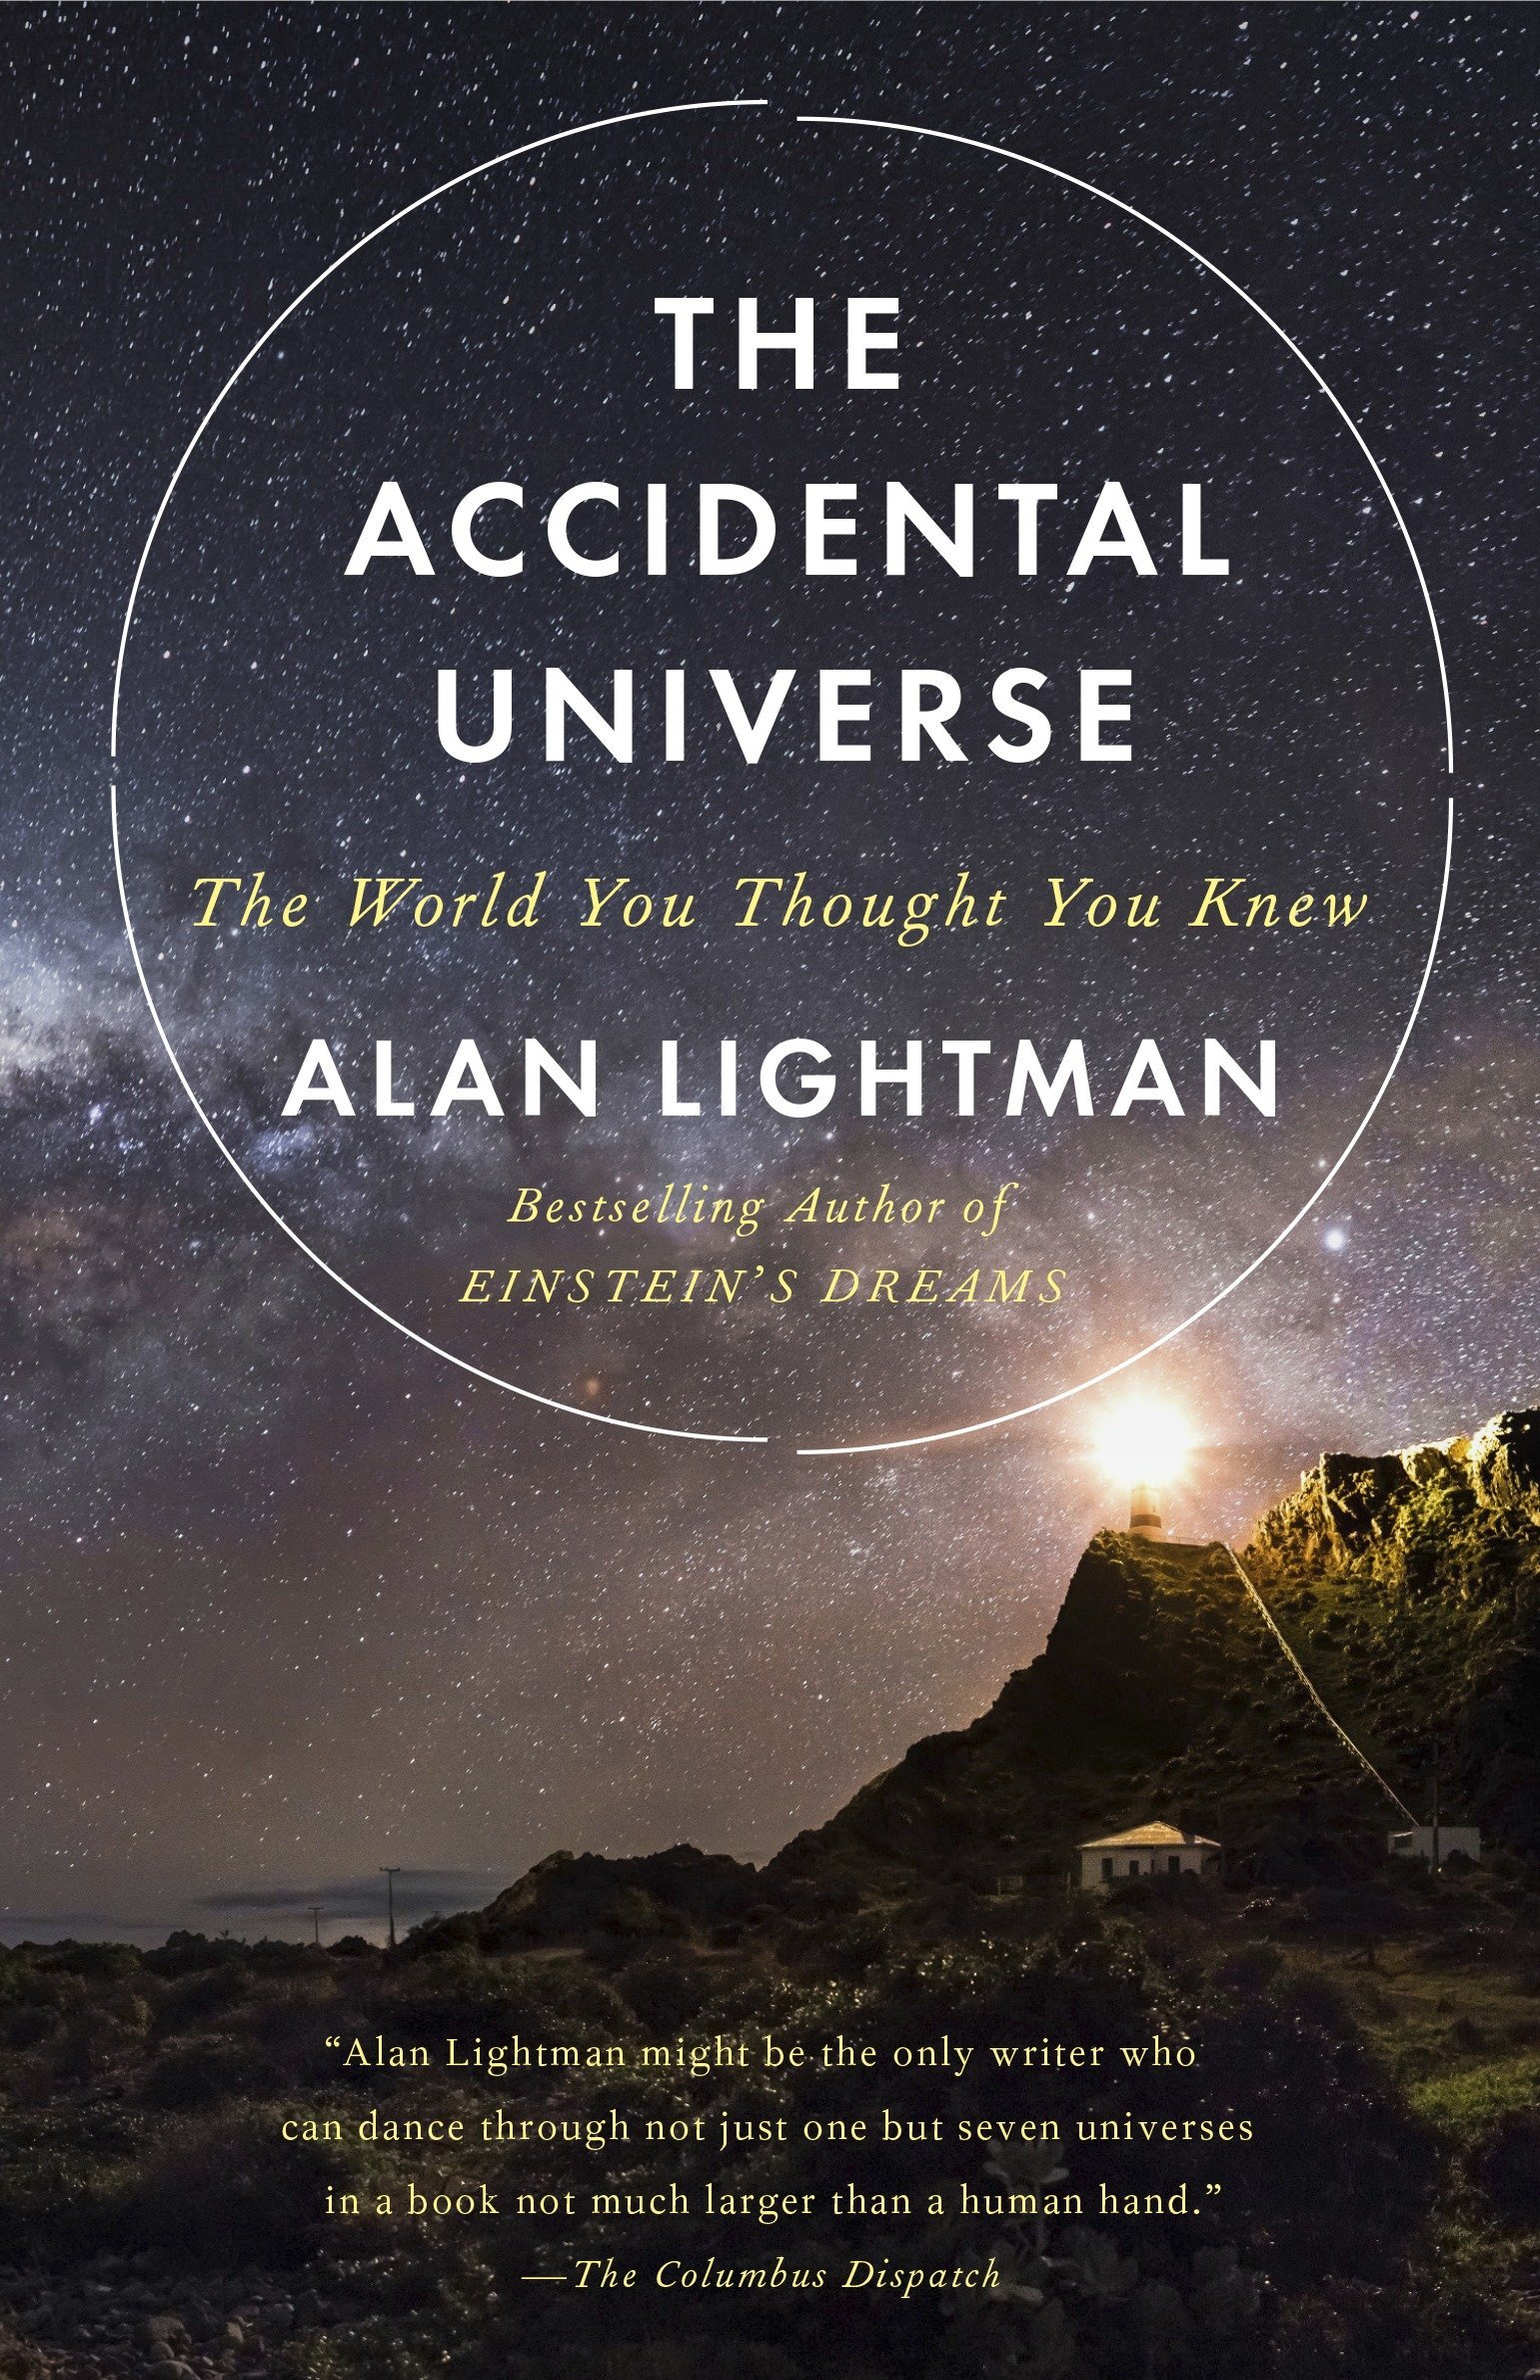 THE
ACCIDENTAL
UNIVERSE
The World You Thought You Knew
ALAN LIGHTMAN
Bestselling Author of
EINSTEIN’S DREAMS
“Alan Lightman might be the only writer who
can dance through not just one but seven universes
in a book not much larger than a human hand.”
—The Columbus Dispatch